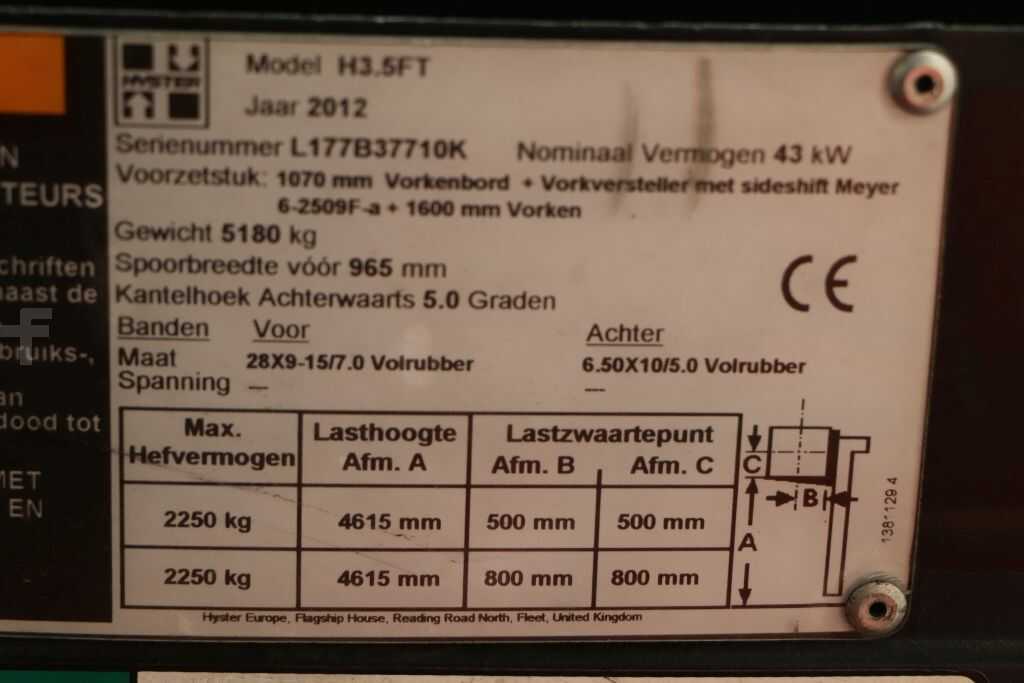 HYSTER
Model H3.5FT
Jaar 2012
Serienummer L177B37710K Nominaal Vermogen 43 kW
Voorzetstuk: 1070 mm Vorkenbord + Vorkversteller met sideshift Meyer
6-2509F-a + 1600 mm Vorken
Gewicht 5180 kg
Spoorbreedte vóór 965 mm
Kantelhoek Achterwaarts 5.0 Graden
CE
Banden Voor Achter
Maat 28X9-15/7.0 Volrubber 6.50X10/5.0 Volrubber
Spanning --- ---
Max. Hefvermogen Lasthoogte Afm. A Lastzwaartepunt
Afm. B Afm. C
2250 kg 4615 mm 500 mm 500 mm
2250 kg 4615 mm 800 mm 800 mm
C
B
A
Hyster Europe, Flagship House, Reading Road North, Fleet, United Kingdom
N
TEURS
chriften
naast de
bruiks-,
an
dood tot
MET
EN